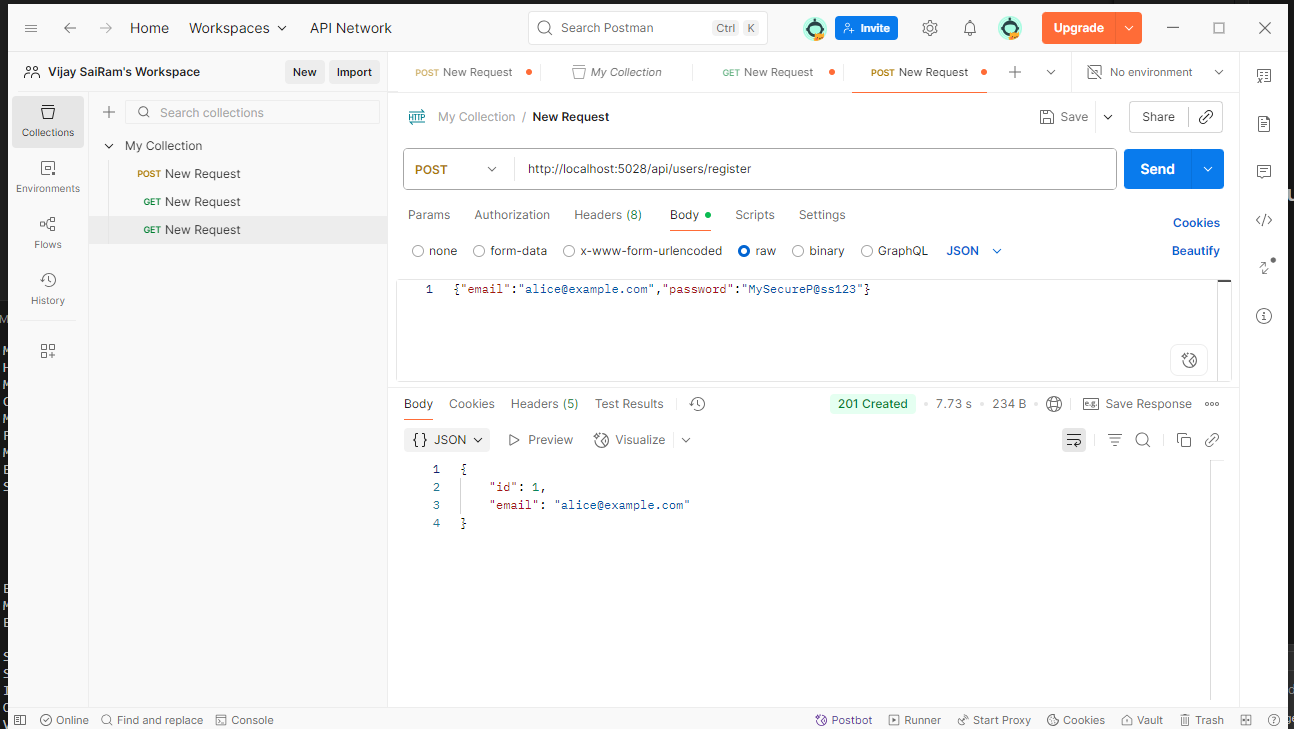 Home Workspaces API Network Search Postman Ctrl K Invite Upgrade
Vijay SaiRam's Workspace New Import POST New Request My Collection GET New Request POST New Request No environment
Search collections
Collections
Environments
Flows
History
My Collection
POST New Request
GET New Request
GET New Request
HTTP My Collection / New Request Save Share
POST http://localhost:5028/api/users/register Send
Params Authorization Headers (8) Body Scripts Settings Cookies
none form-data x-www-form-urlencoded raw binary GraphQL JSON Beautify
1 {"email":"alice@example.com","password":"MySecureP@ss123"}
Body Cookies Headers (5) Test Results 201 Created 7.73 s 234 B e.g. Save Response
{} JSON Preview Visualize
1 {
2 "id": 1,
3 "email": "alice@example.com"
4 }
Online Find and replace Console Postbot Runner Start Proxy Cookies Vault Trash